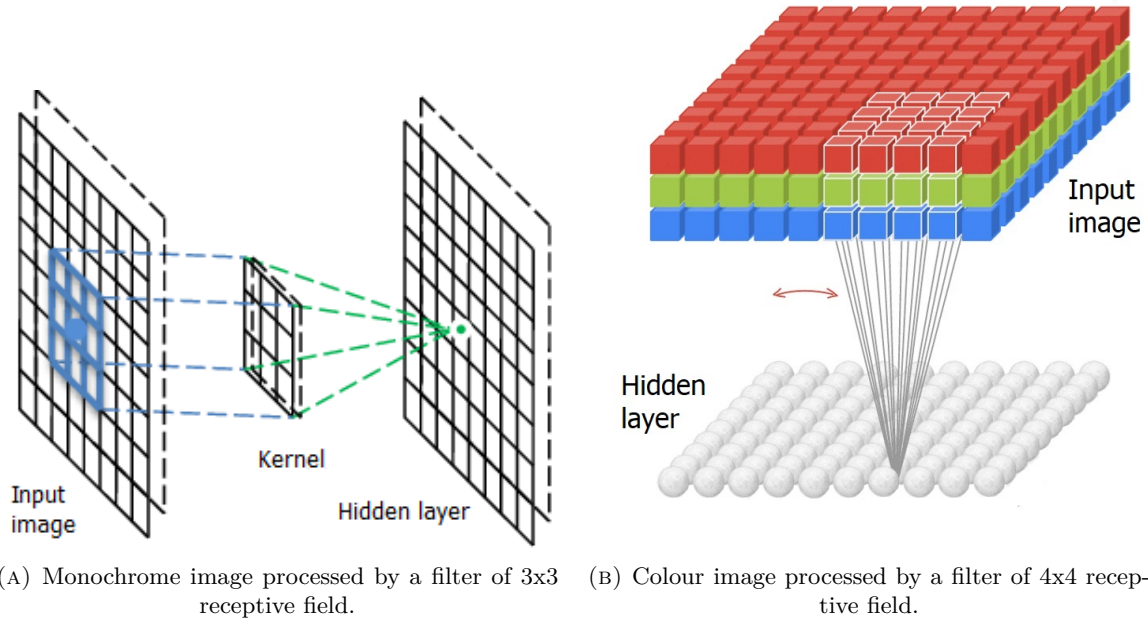 Input
image
Kernel
Hidden layer
(A) Monochrome image processed by a filter of 3x3
receptive field.
Input
image
Hidden
layer
(B) Colour image processed by a filter of 4x4 recep-
tive field.